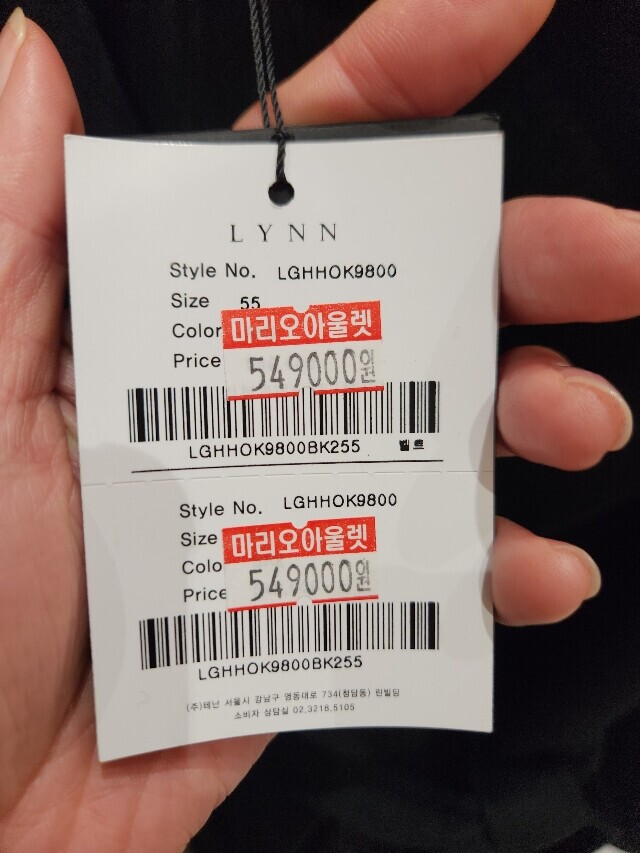 LYNN
Style No. LGHHOK9800
Size 55
Color 마리오아울렛
Price 549000원
LGHHOK9800BK255 벨트
Style No. LGHHOK9800
Size 마리오아울렛
Colo
Price 549000원
LGHHOK9800BK255
(주)테넌 서울시 강남구 영동대로 734(청담동) 린빌딩
소비자 상담실 02.3218.5105